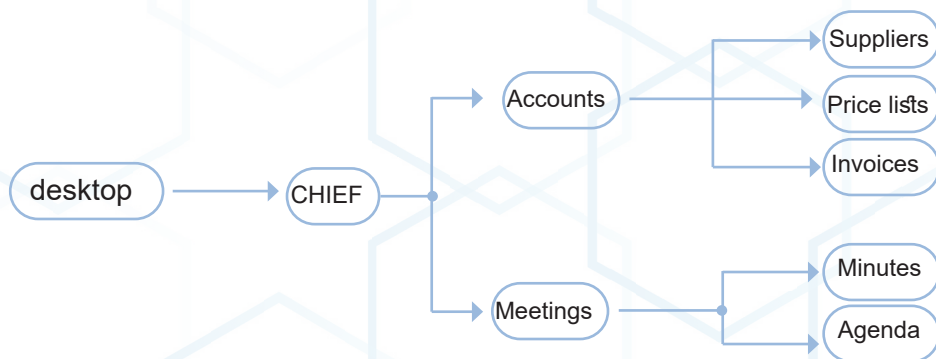 desktop
CHIEF
Accounts
Suppliers
Price lists
Invoices
Meetings
Minutes
Agenda